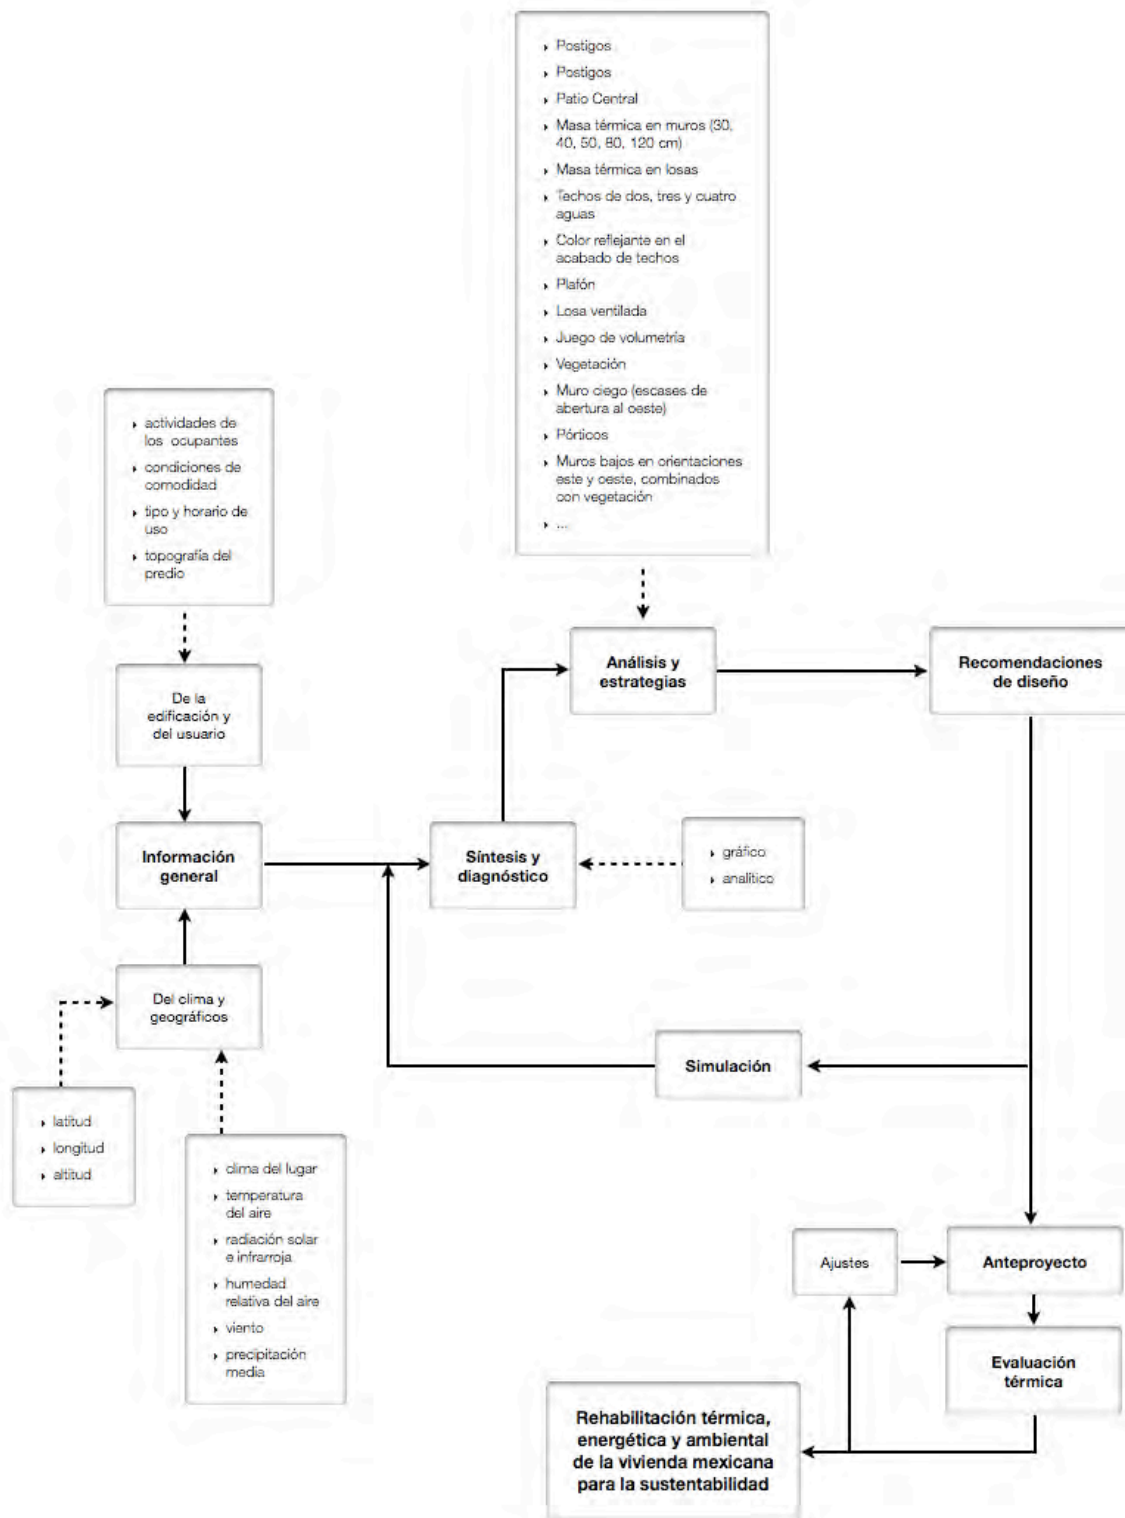 Postigos
Postigos
Patio Central
Masa térmica en muros (30,
40, 50, 80, 120 cm)
Masa térmica en losas
Techos de dos, tres y cuatro
aguas
Color reflejante en el
acabado de techos
Plafón
Losa ventilada
Juego de volumetría
Vegetación
Muro ciego (escases de
abertura al oeste)
Pórticos
Muros bajos en orientaciones
este y oeste, combinados
con vegetación
...
actividades de
los ocupantes
condiciones de
comodidad
tipo y horario de
uso
topografía del
predio
De la
edificación y
del usuario
Análisis y
estrategias
Recomendaciones
de diseño
Información
general
Síntesis y
diagnóstico
gráfico
analítico
Del clima y
geográficos
Simulación
latitud
longitud
altitud
clima del lugar
temperatura
del aire
radiación solar
e infrarroja
humedad
relativa del aire
viento
precipitación
media
Ajustes
Anteproyecto
Evaluación
térmica
Rehabilitación térmica,
energética y ambiental
de la vivienda mexicana
para la sustentabilidad